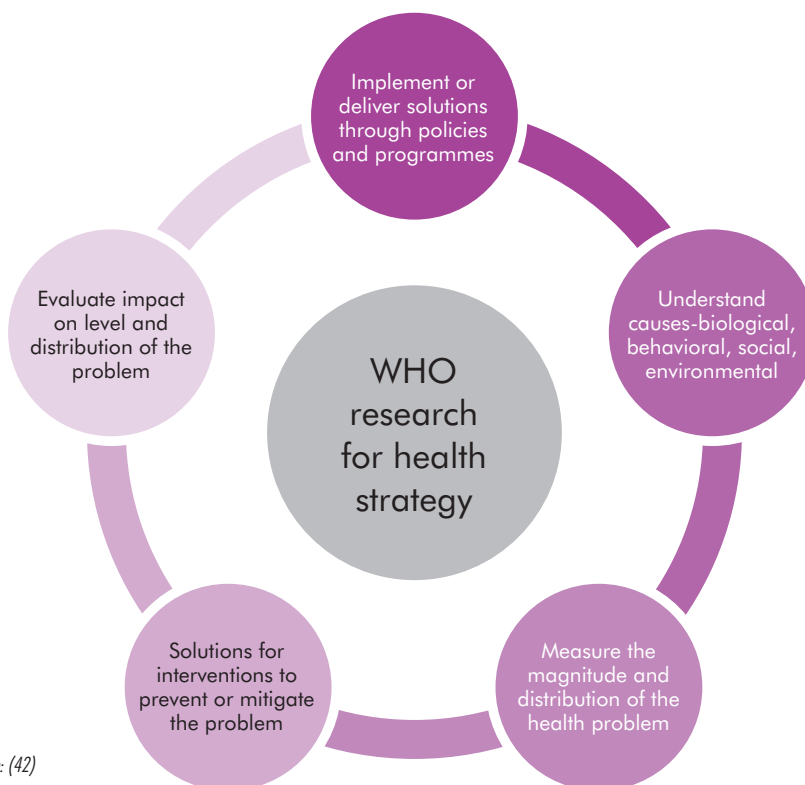 Implement or
deliver solutions
through policies
and programmes
Understand
causes-biological,
behavioral, social,
environmental
Measure the
magnitude and
distribution of the
health problem
Solutions for
interventions to
prevent or mitigate
the problem
Evaluate impact
on level and
distribution of the
problem
WHO
research
for health
strategy
(42)